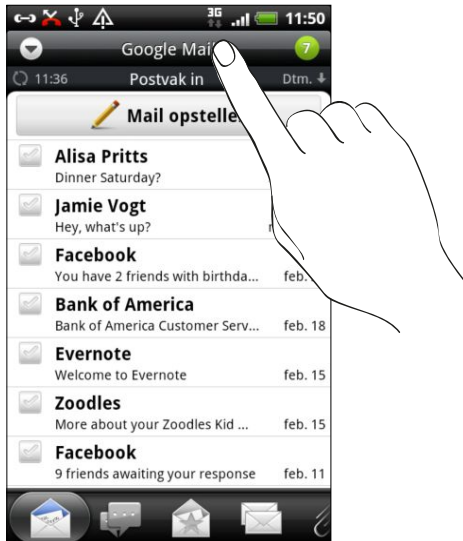 3G 11:50
Google Mail 7
11:36 Postvak in Dtm.
Mail opstelle
Alisa Pritts
Dinner Saturday?
Jamie Vogt
Hey, what's up?
Facebook
You have 2 friends with birthda... feb.
Bank of America
Bank of America Customer Serv... feb. 18
Evernote
Welcome to Evernote feb. 15
Zoodles
More about your Zoodles Kid ... feb. 15
Facebook
9 friends awaiting your response feb. 11